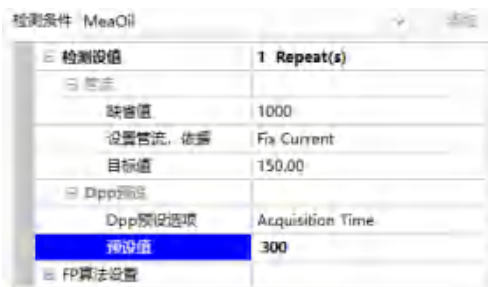 检测条件 MeaOil
检测设值 1 Repeat(s)
管流
缺省值 1000
设置管流，依据 Fix Current
目标值 150.00
Dpp预设
Dpp预设选项 Acquisition Time
预设值 300
FP算法设置